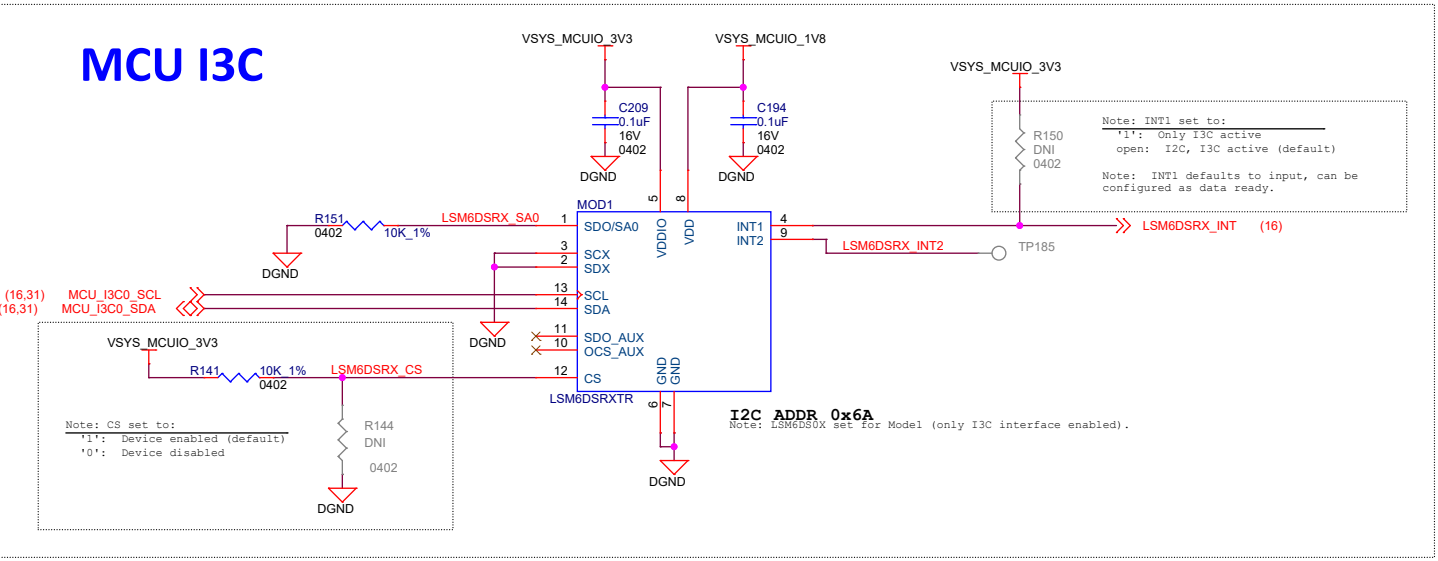 MCU I3C
VSYS_MCUIO_3V3
VSYS_MCUIO_1V8
VSYS_MCUIO_3V3
C209
0.1uF
16V
0402
DGND
C194
0.1uF
16V
0402
DGND
R150
DNI
0402
Note: INT1 set to:
'1': Only I3C active
open: I2C, I3C active (default)
Note: INT1 defaults to input, can be
configured as data ready.
R151
0402
10K_1%
LSM6DSRX_SA0
DGND
MOD1
1 SDO/SA0
3 SCX
2 SDX
13 SCL
14 SDA
11 SDO_AUX
10 OCS_AUX
12 CS
5 VDDIO
8 VDD
INT1 4
INT2 9
GND 6
GND 7
LSM6DSRXTR
LSM6DSRX_INT (16)
LSM6DSRX_INT2
TP185
(16,31) MCU_I3C0_SCL
16,31) MCU_I3C0_SDA
DGND
VSYS_MCUIO_3V3
R141
10K_1%
0402
LSM6DSRX_CS
Note: CS set to:
'1': Device enabled (default)
'0': Device disabled
R144
DNI
0402
DGND
I2C ADDR 0x6A
Note: LSM6DS0X set for Mode1 (only I3C interface enabled).
DGND